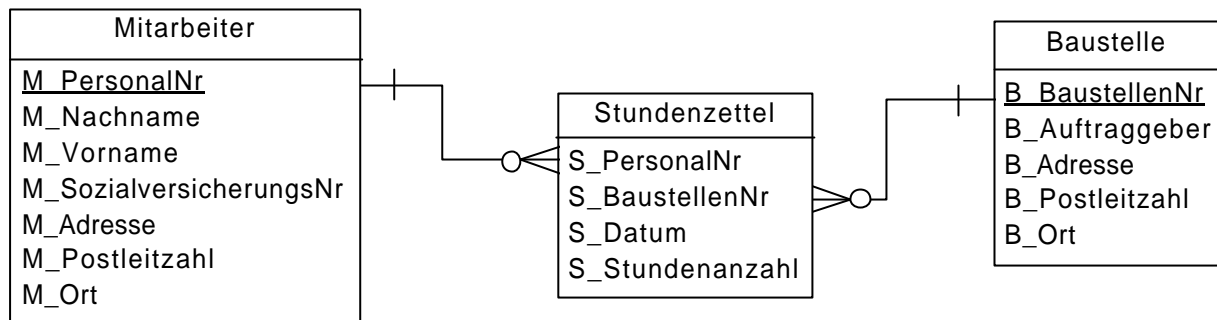 Mitarbeiter
M_PersonalNr
M_Nachname
M_Vorname
M_SozialversicherungsNr
M_Adresse
M_Postleitzahl
M_Ort
Stundenzettel
S_PersonalNr
S_BaustellenNr
S_Datum
S_Stundenanzahl
Baustelle
B_BaustellenNr
B_Auftraggeber
B_Adresse
B_Postleitzahl
B_Ort